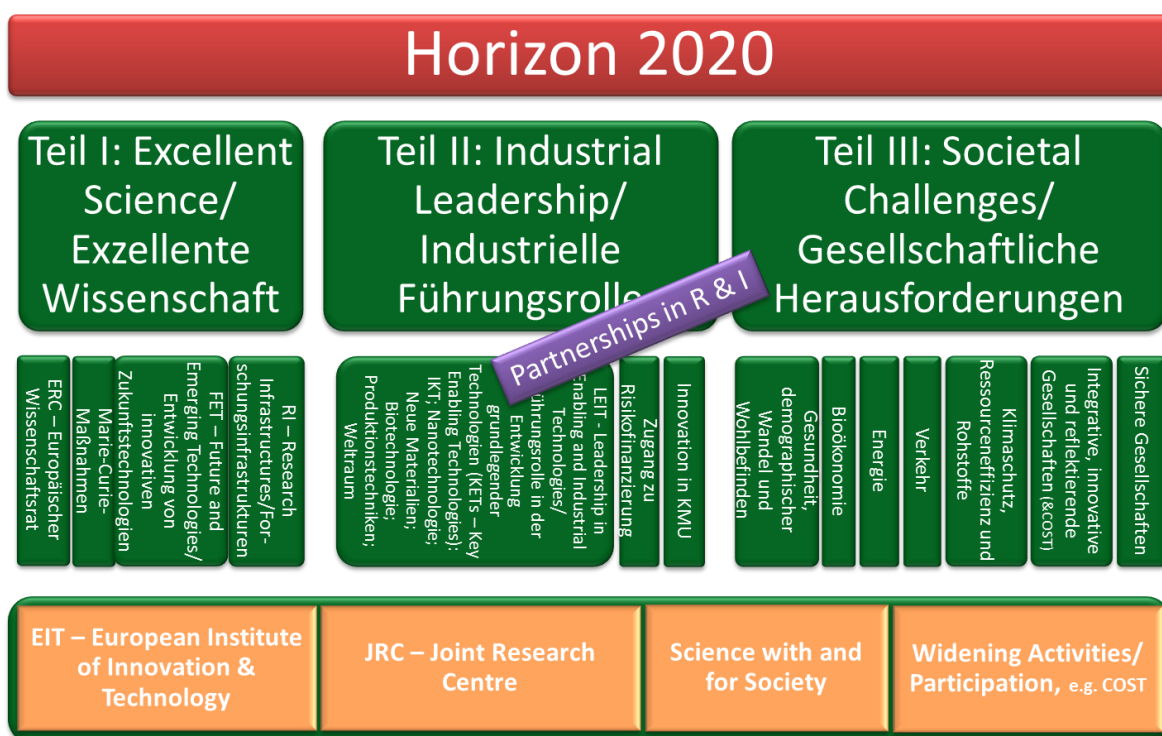 Horizon 2020
Teil I: Excellent
Science/
Exzellente
Wissenschaft
Teil II: Industrial
Leadership/
Industrielle
Führungsrolle
Teil III: Societal
Challenges/
Gesellschaftliche
Herausforderungen
Partnerships in R & I
ERC – Europäischer
Wissenschaftsrat
Marie-Curie-
Maßnahmen
FET – Future and
Emerging Technologies/
Entwicklung von
innovativen
Zukunftstechnologien
RI – Research
Infrastructures/For-
schungsinfrastrukturen
LEIT - Leadership in
Enabling and Industrial
Technologies/
Führungsrolle in der
Entwicklung
grundlegender
Technologien (KETs – Key
Enabling Technologies):
IKT; Nanotechnologie;
Neue Materialien;
Biotechnologie;
Produktionstechniken;
Weltraum
Zugang zu
Risikofinanzierung
Innovation in KMU
Gesundheit,
demographischer
Wandel und
Wohlbefinden
Bioökonomie
Energie
Verkehr
Klimaschutz,
Ressourceneffizienz und
Rohstoffe
Integrative, innovative
und reflektierende
Gesellschaften (&COST)
Sichere Gesellschaften
EIT – European Institute
of Innovation &
Technology
JRC – Joint Research
Centre
Science with and
for Society
Widening Activities/
Participation, e.g. COST